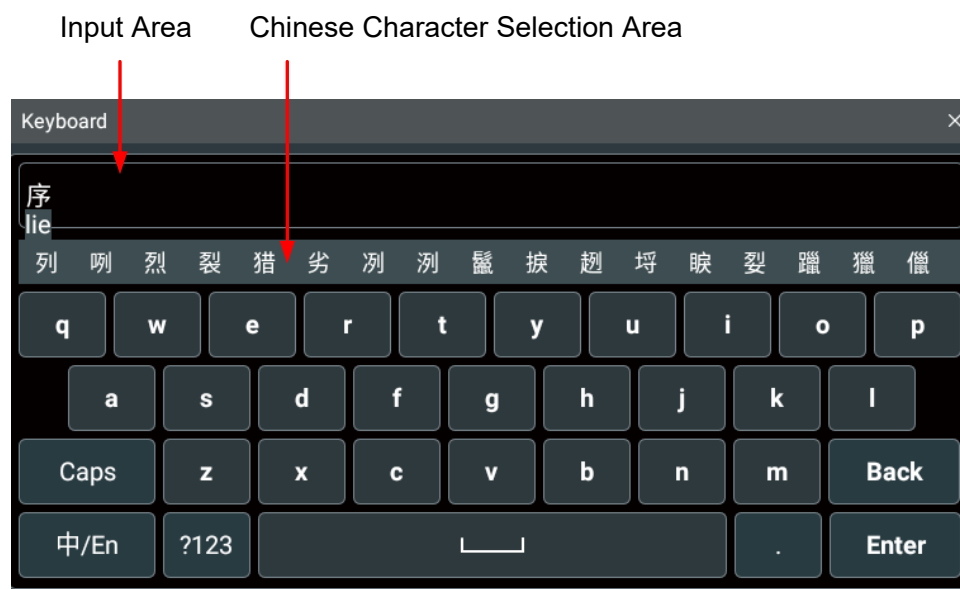 Input Area Chinese Character Selection Area
Keyboard ×
序
lie
列 咧 烈 裂 猎 劣 冽 洌 鬣 捩 趔 埒 睙 挒 躐 獵 儠
q w e r t y u i o p
a s d f g h j k l
Caps z x c v b n m Back
中/En ?123 . Enter